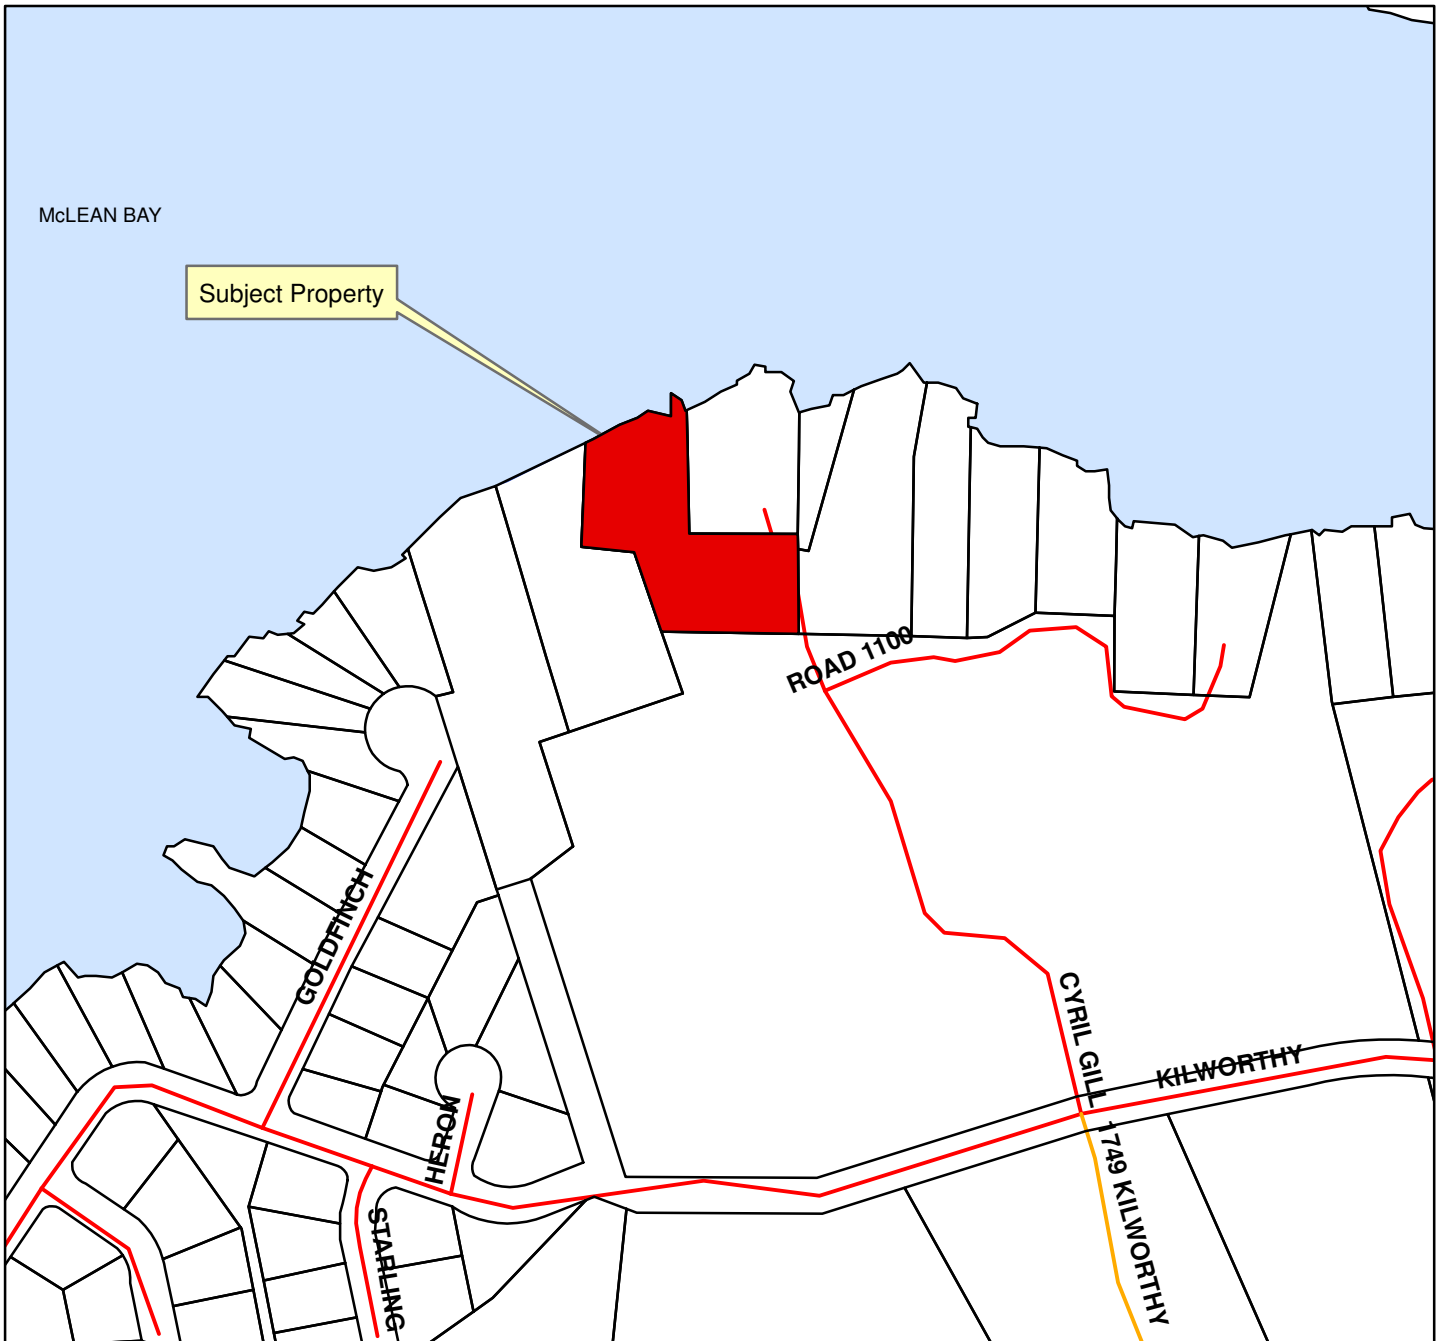 McLEAN BAY
Subject Property
ROAD 1100
GOLDFINCH
CYRIL GILL
KILWORTHY
HERON
1749 KILWORTHY
STARLING